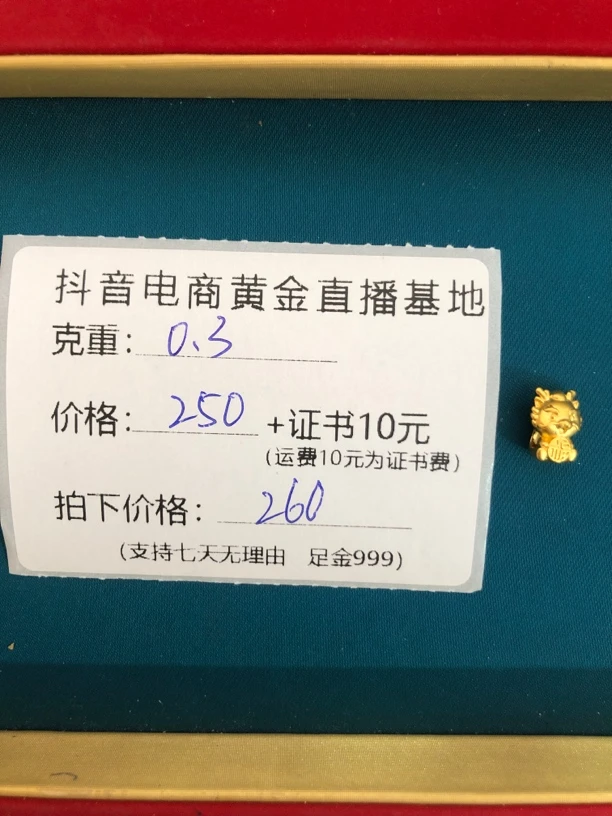 抖音电商黄金直播基地
克重：0.3
价格：250 +证书10元
（运费10元为证书费）
拍下价格：260
（支持七天无理由 足金999）
福